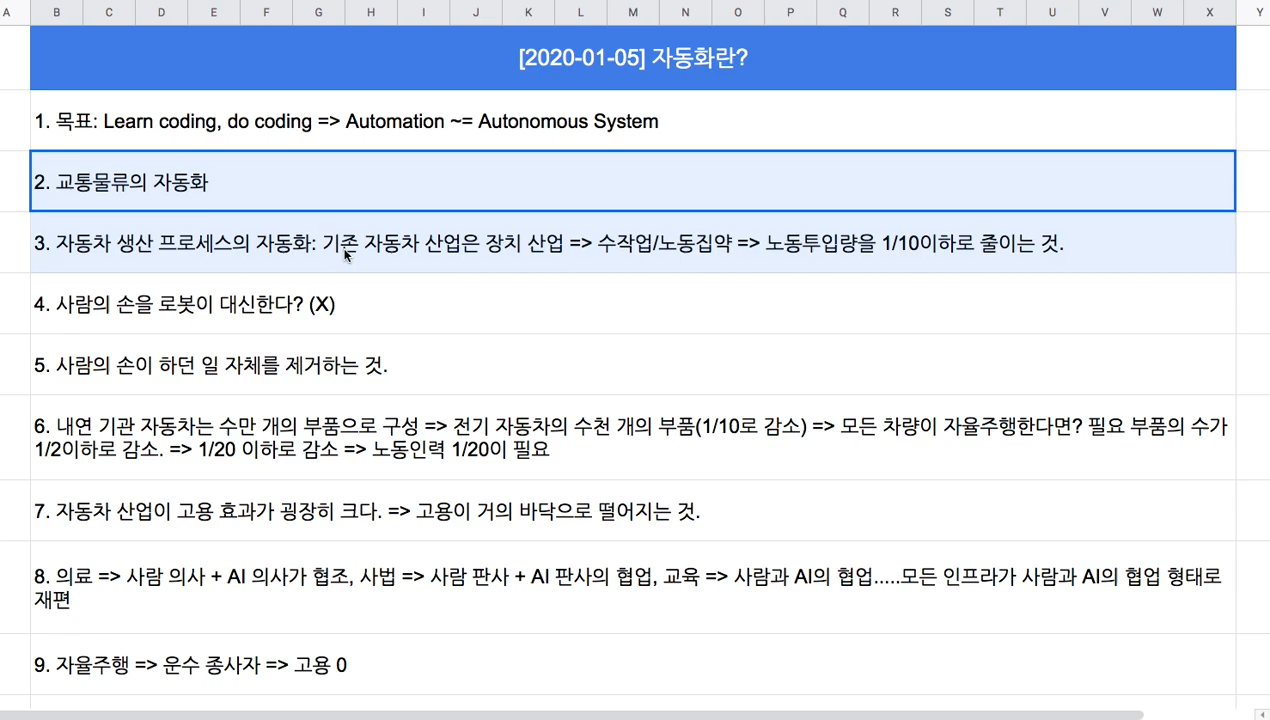 A B C D E F G H I J K L M N O P Q R S T U V W X Y
[2020-01-05] 자동화란?
1. 목표: Learn coding, do coding => Automation ~= Autonomous System
2. 교통물류의 자동화
3. 자동차 생산 프로세스의 자동화: 기존 자동차 산업은 장치 산업 => 수작업/노동집약 => 노동투입량을 1/10이하로 줄이는 것.
4. 사람의 손을 로봇이 대신한다? (X)
5. 사람의 손이 하던 일 자체를 제거하는 것.
6. 내연 기관 자동차는 수만 개의 부품으로 구성 => 전기 자동차의 수천 개의 부품(1/10로 감소) => 모든 차량이 자율주행한다면? 필요 부품의 수가
1/2이하로 감소. => 1/20 이하로 감소 => 노동인력 1/20이 필요
7. 자동차 산업이 고용 효과가 굉장히 크다. => 고용이 거의 바닥으로 떨어지는 것.
8. 의료 => 사람 의사 + AI 의사가 협조, 사법 => 사람 판사 + AI 판사의 협업, 교육 => 사람과 AI의 협업.....모든 인프라가 사람과 AI의 협업 형태로
재편
9. 자율주행 => 운수 종사자 => 고용 0